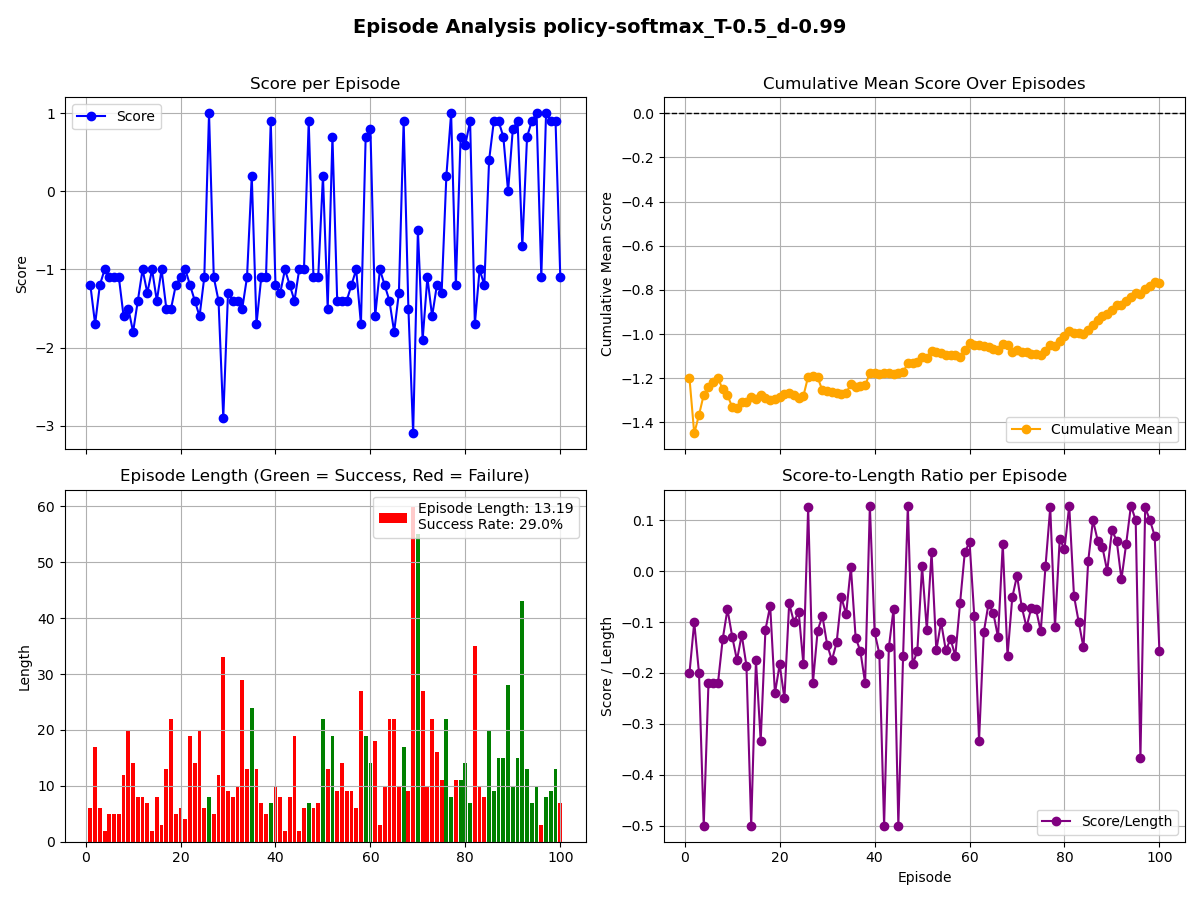 Episode Analysis policy-softmax_T-0.5_d-0.99
Score per Episode
Score
1
0
−1
−2
−3
Score
Cumulative Mean Score Over Episodes
0.0
−0.2
−0.4
−0.6
−0.8
−1.0
−1.2
−1.4
Cumulative Mean Score
Cumulative Mean
Episode Length (Green = Success, Red = Failure)
Episode Length: 13.19
Success Rate: 29.0%
60
50
40
30
20
10
0
Length
0 20 40 60 80 100
Score-to-Length Ratio per Episode
0.1
0.0
−0.1
−0.2
−0.3
−0.4
−0.5
Score / Length
Score/Length
0 20 40 60 80 100
Episode